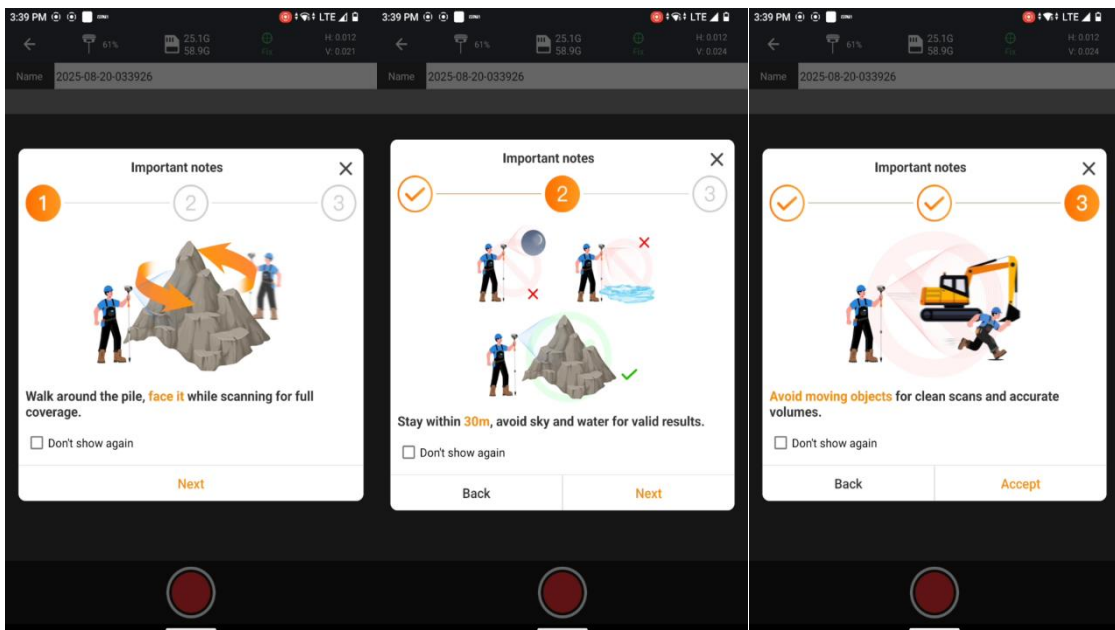 3:39 PM
LTE
61%
25.1G
58.9G
Fix
H: 0.012
V: 0.021
Name 2025-08-20-033926
Important notes
1 2 3
Walk around the pile, face it while scanning for full
coverage.
Don't show again
Next
3:39 PM
LTE
61%
25.1G
58.9G
Fix
H: 0.012
V: 0.024
Name 2025-08-20-033926
Important notes
2 3
Stay within 30m, avoid sky and water for valid results.
Don't show again
Back Next
3:39 PM
LTE
61%
25.1G
58.9G
Fix
H: 0.012
V: 0.024
Name 2025-08-20-033926
Important notes
3
Avoid moving objects for clean scans and accurate
volumes.
Don't show again
Back Accept